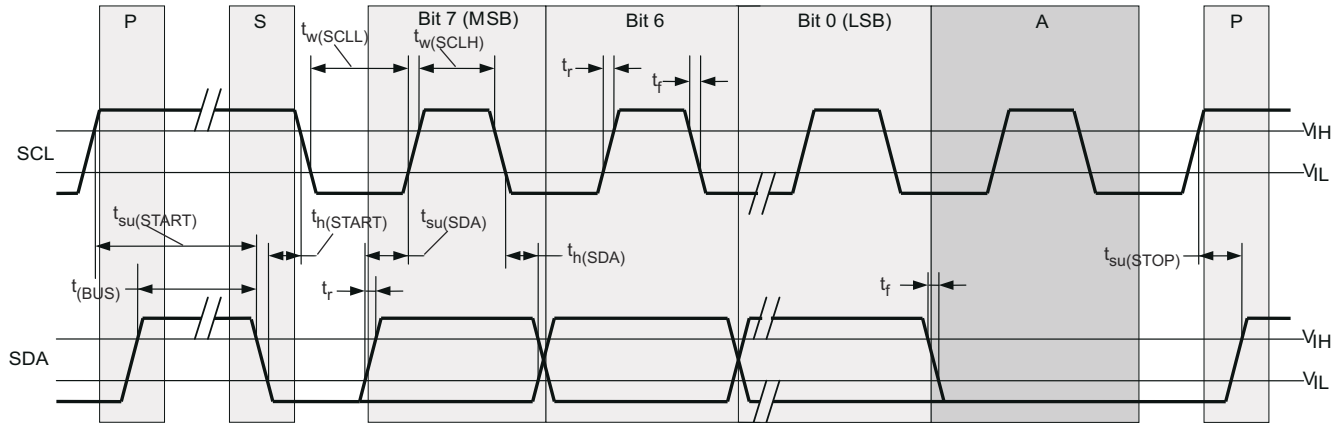 P
S
Bit 7 (MSB)
Bit 6
Bit 0 (LSB)
A
P
tw(SCLL)
tw(SCLH)
tr
tf
VIH
SCL
VIL
tsu(START)
th(START)
tsu(SDA)
th(SDA)
tsu(STOP)
t(BUS)
tr
tf
VIH
SDA
VIL